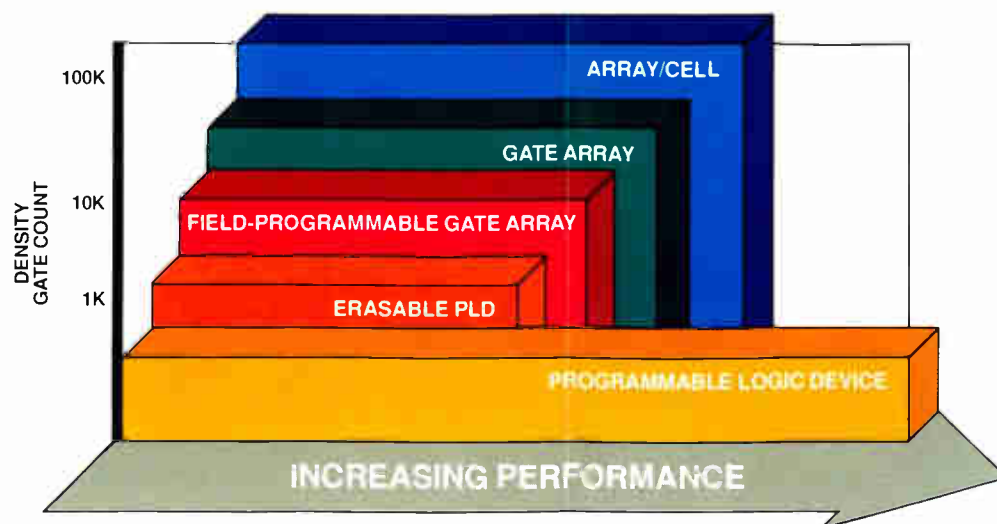 100K
ARRAY/CELL
GATE ARRAY
10K
FIELD-PROGRAMMABLE GATE ARRAY
DENSITY
GATE COUNT
1K
ERASABLE PLD
PROGRAMMABLE LOGIC DEVICE
INCREASING PERFORMANCE